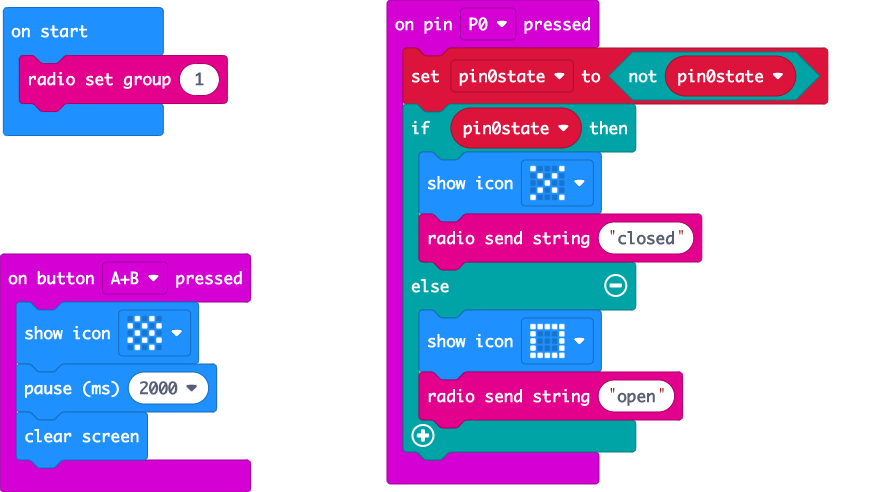 on start
radio set group 1
on button A+B pressed
show icon
pause (ms) 2000
clear screen
on pin P0 pressed
set pin0state to not pin0state
if pin0state then
show icon
radio send string "closed"
else
show icon
radio send string "open"